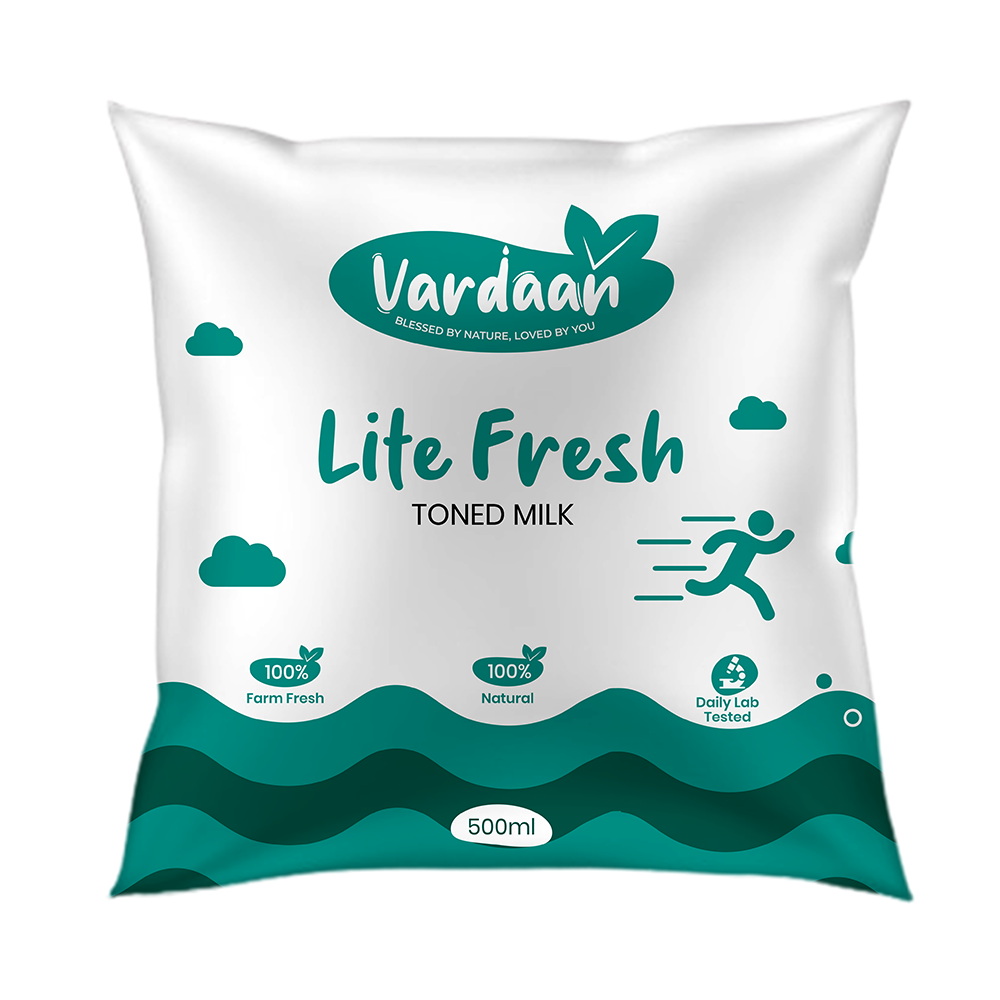 Vardaan
BLESSED BY NATURE, LOVED BY YOU
Lite Fresh
TONED MILK
100%
Farm Fresh
100%
Natural
Daily Lab
Tested
500ml